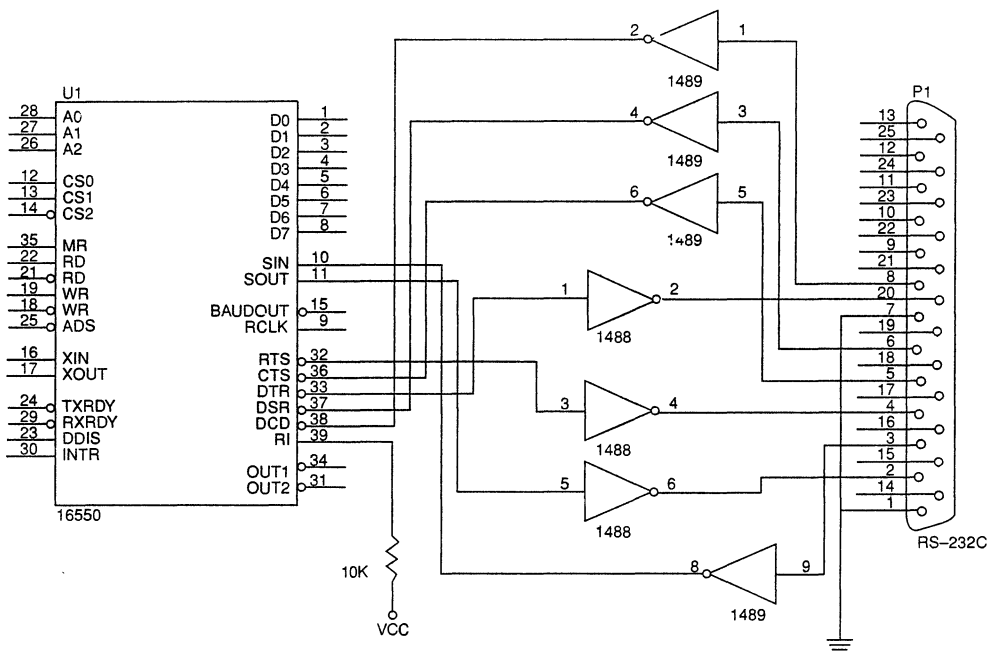 U1
28 A0
27 A1
26 A2
12 CS0
13 CS1
14 CS2
35 MR
22 RD
21 RD
19 WR
18 WR
25 ADS
16 XIN
17 XOUT
24 TXRDY
29 RXRDY
23 DDIS
30 INTR
D0 1
D1 2
D2 3
D3 4
D4 5
D5 6
D6 7
D7 8
SIN 10
SOUT 11
BAUDOUT 15
RCLK 9
RTS 32
CTS 36
DTR 33
DSR 37
DCD 38
RI 39
OUT1 34
OUT2 31
16550
10K
VCC
2 1
1489
4 3
1489
6 5
1489
1 2
1488
3 4
1488
5 6
1488
8 9
1489
P1
13
25
12
24
11
23
10
22
9
21
8
20
7
19
6
18
5
17
4
16
3
15
2
14
1
RS-232C